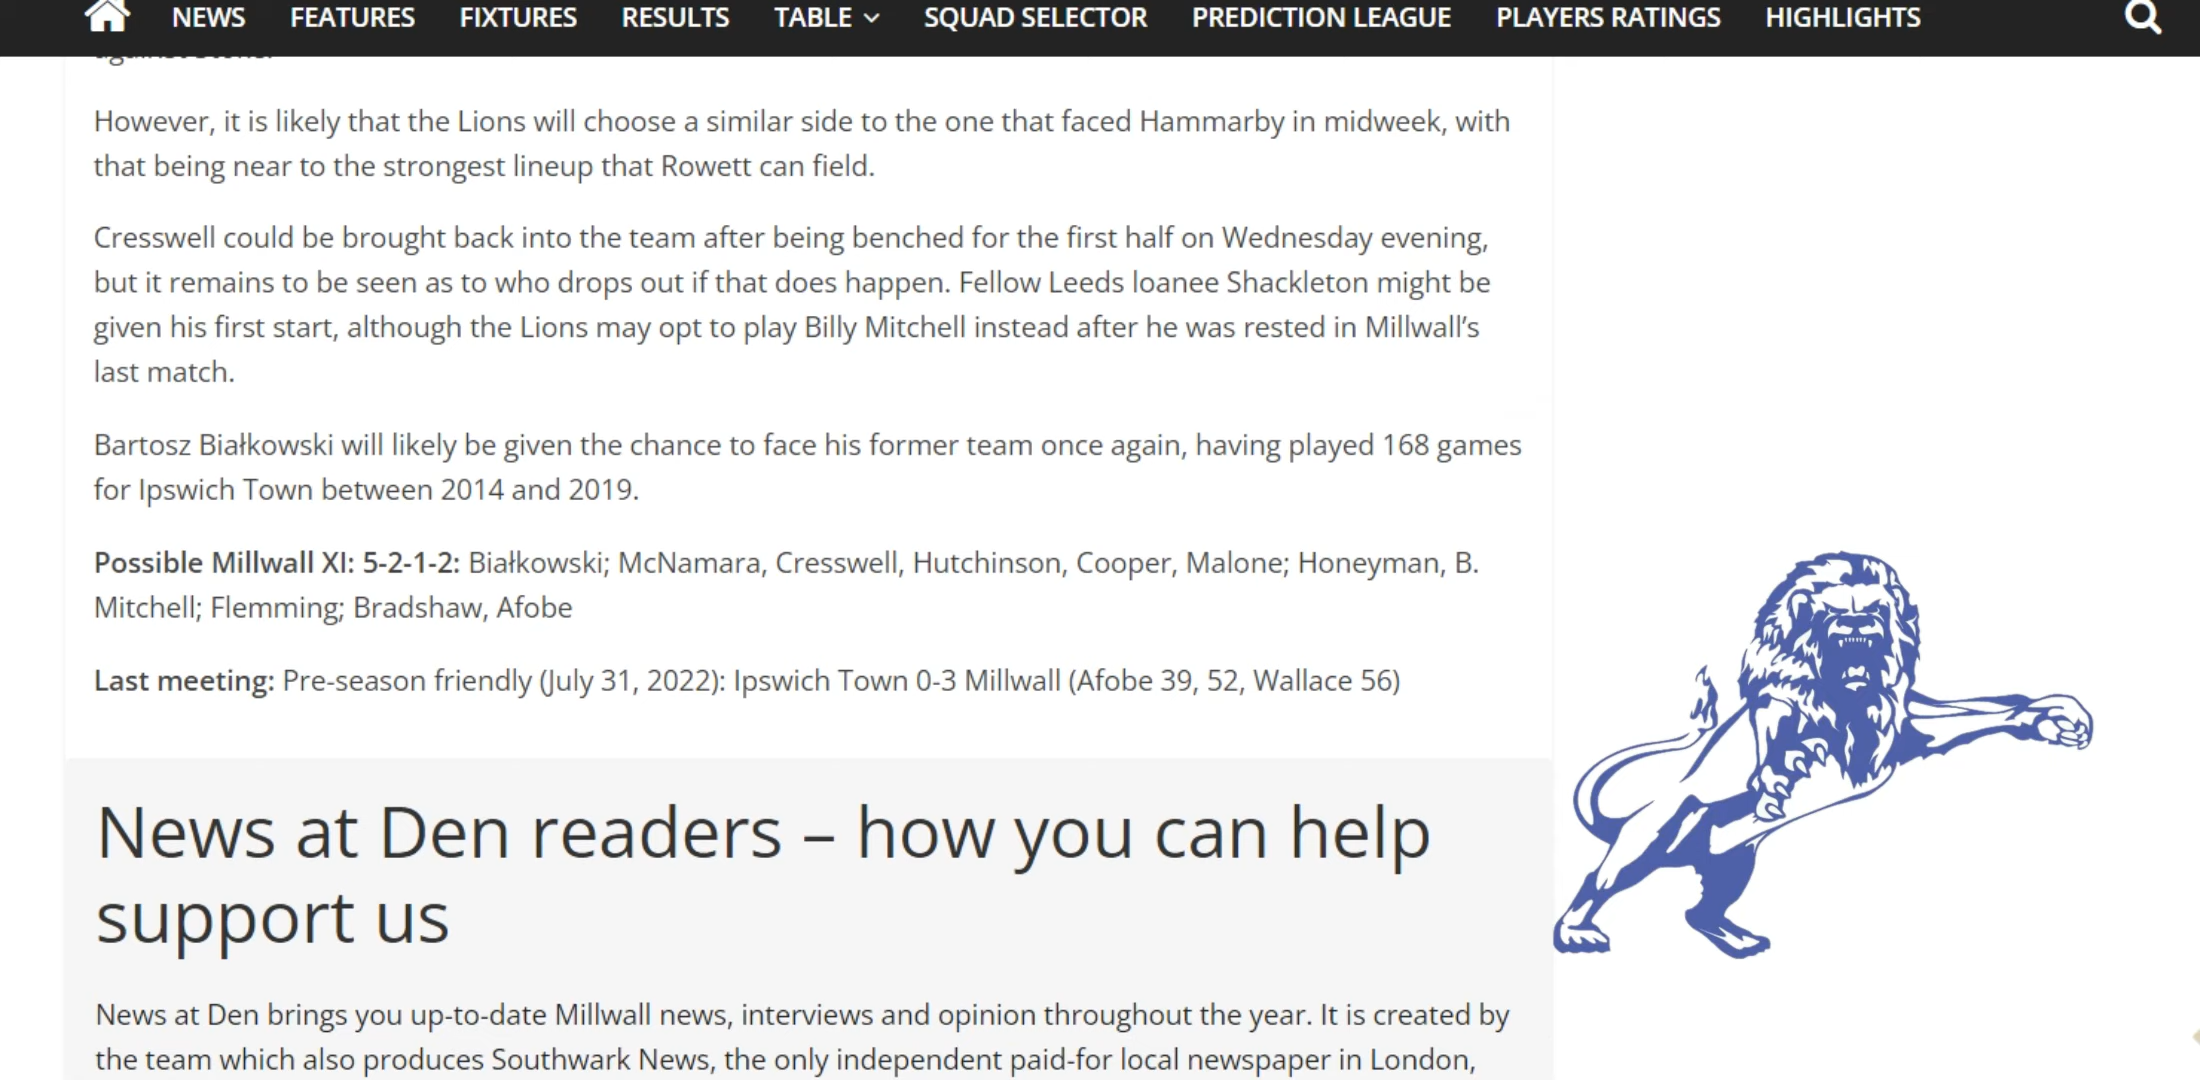 NEWS FEATURES FIXTURES RESULTS TABLE SQUAD SELECTOR PREDICTION LEAGUE PLAYERS RATINGS HIGHLIGHTS
However, it is likely that the Lions will choose a similar side to the one that faced Hammarby in midweek, with
that being near to the strongest lineup that Rowett can field.
Cresswell could be brought back into the team after being benched for the first half on Wednesday evening,
but it remains to be seen as to who drops out if that does happen. Fellow Leeds loanee Shackleton might be
given his first start, although the Lions may opt to play Billy Mitchell instead after he was rested in Millwall’s
last match.
Bartosz Białkowski will likely be given the chance to face his former team once again, having played 168 games
for Ipswich Town between 2014 and 2019.
Possible Millwall XI: 5-2-1-2: Białkowski; McNamara, Cresswell, Hutchinson, Cooper, Malone; Honeyman, B.
Mitchell; Flemming; Bradshaw, Afobe
Last meeting: Pre-season friendly (July 31, 2022): Ipswich Town 0-3 Millwall (Afobe 39, 52, Wallace 56)
News at Den readers – how you can help
support us
News at Den brings you up-to-date Millwall news, interviews and opinion throughout the year. It is created by
the team which also produces Southwark News, the only independent paid-for local newspaper in London,